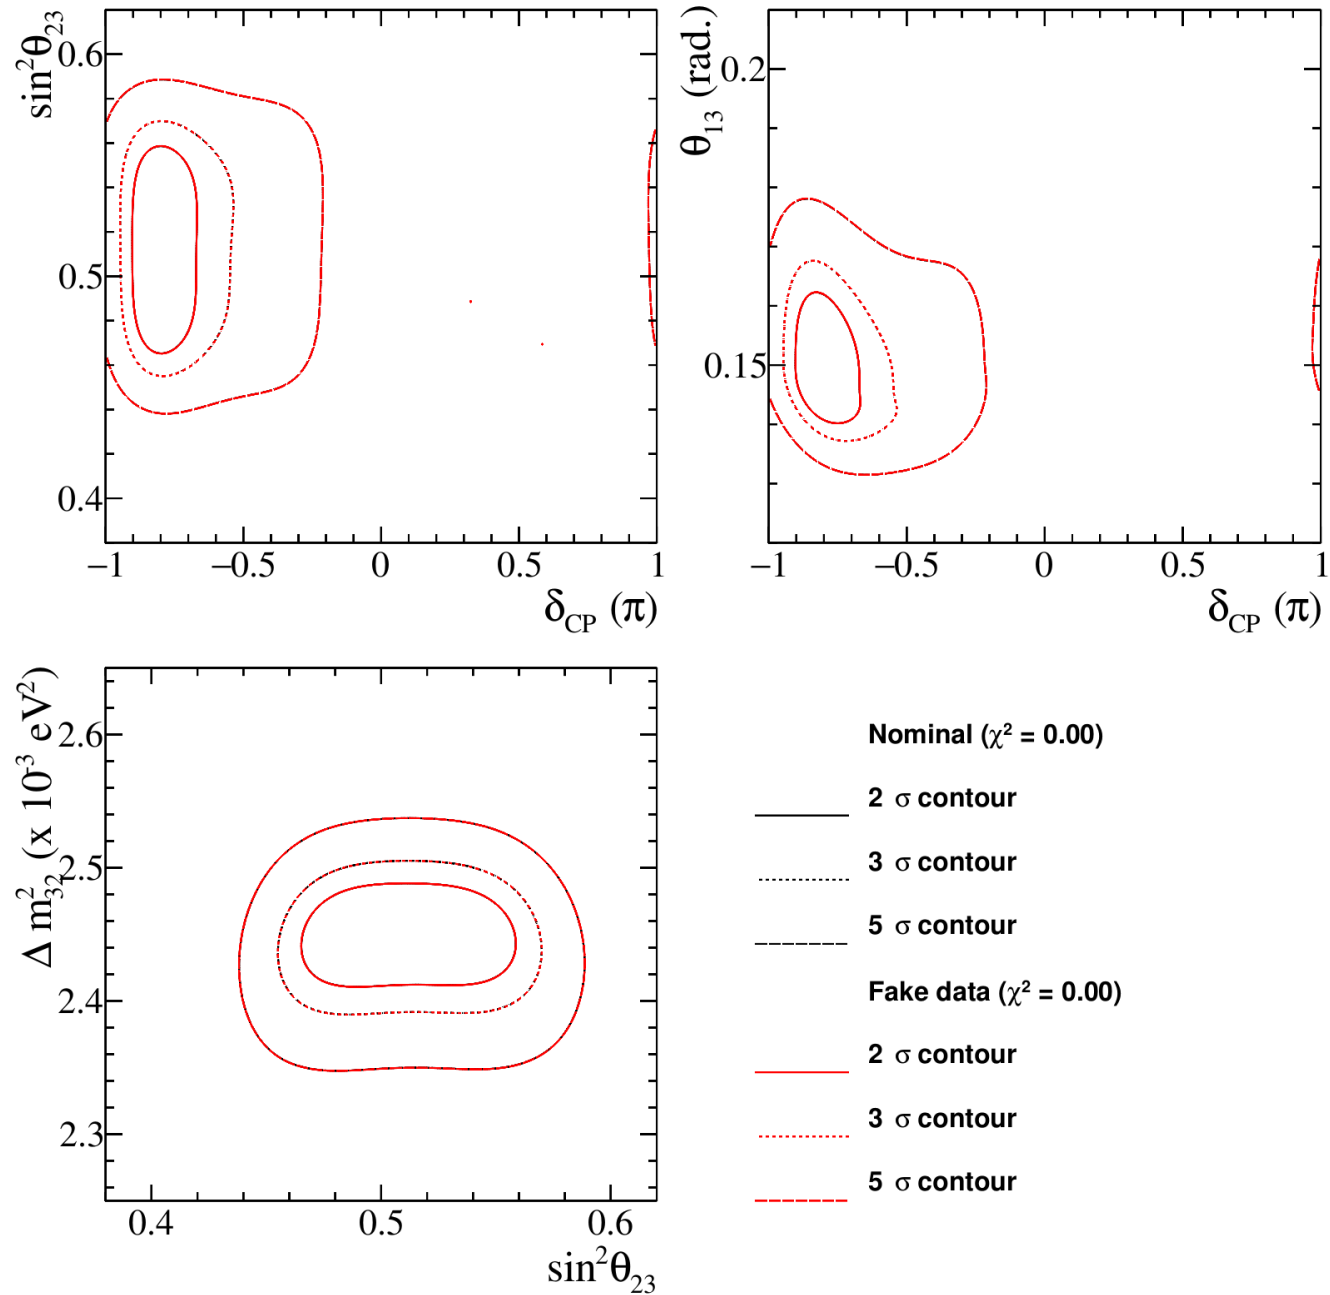 sin²θ₂₃
0.6
0.5
0.4
−1
−0.5
0
0.5
1
δ_CP (π)
θ₁₃ (rad.)
0.2
0.15
−1
−0.5
0
0.5
1
δ_CP (π)
Δ m²₃₂ (x 10⁻³ eV²)
2.6
2.5
2.4
2.3
0.4
0.5
0.6
sin²θ₂₃
Nominal (χ² = 0.00)
2 σ contour
3 σ contour
5 σ contour
Fake data (χ² = 0.00)
2 σ contour
3 σ contour
5 σ contour